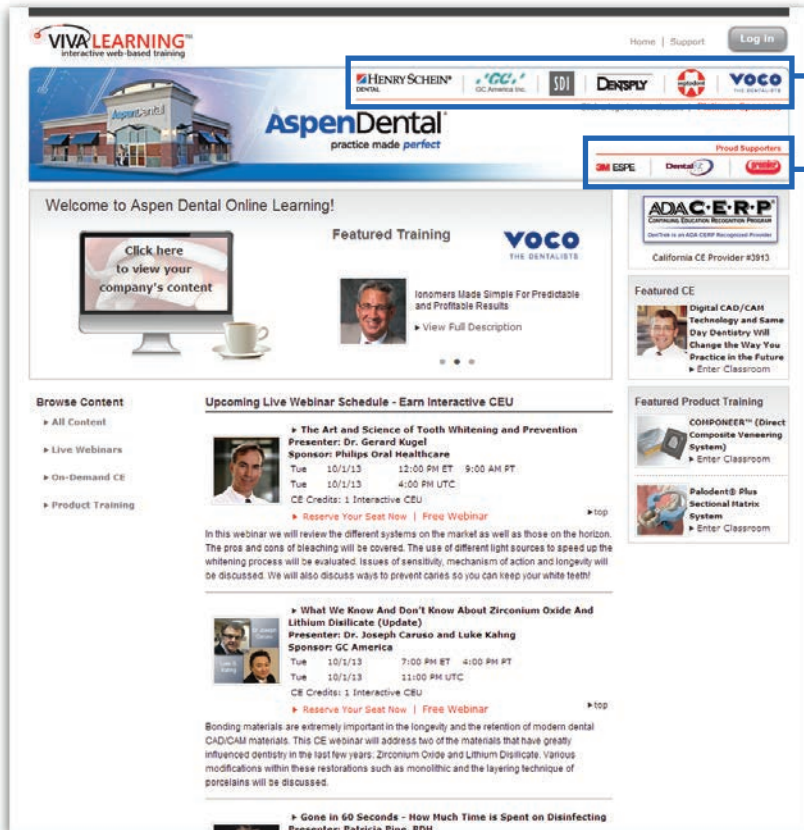 VIVALEARNING™
interactive web-based training
Home | Support
Log in
HENRY SCHEIN®
DENTAL
GC
GC America Inc.
SDI
DENTSPLY
VOCO
THE DENTALISTS
AspenDental
AspenDental
practice made perfect
Proud Supporters
3M ESPE
Dental
premier
Welcome to Aspen Dental Online Learning!
Click here
to view your
company's content
Featured Training
VOCO
THE DENTALISTS
Ionomers Made Simple For Predictable
and Profitable Results
▸ View Full Description
ADA C·E·R·P®
CONTINUING EDUCATION RECOGNITION PROGRAM
DenTrek is an ADA CERP Recognized Provider
California CE Provider #3913
Featured CE
Digital CAD/CAM
Technology and Same
Day Dentistry Will
Change the Way You
Practice in the Future
▸ Enter Classroom
Browse Content
▸ All Content
▸ Live Webinars
▸ On-Demand CE
▸ Product Training
Upcoming Live Webinar Schedule - Earn Interactive CEU
▸ The Art and Science of Tooth Whitening and Prevention
Presenter: Dr. Gerard Kugel
Sponsor: Philips Oral Healthcare
Tue 10/1/13 12:00 PM ET 9:00 AM PT
Tue 10/1/13 4:00 PM UTC
CE Credits: 1 Interactive CEU
▸ Reserve Your Seat Now | Free Webinar
▸top
In this webinar we will review the different systems on the market as well as those on the horizon.
The pros and cons of bleaching will be covered. The use of different light sources to speed up the
whitening process will be evaluated. Issues of sensitivity, mechanism of action and longevity will
be discussed. We will also discuss ways to prevent caries so you can keep your white teeth!
Featured Product Training
COMPONEER™ (Direct
Composite Veneering
System)
▸ Enter Classroom
Palodent® Plus
Sectional Matrix
System
▸ Enter Classroom
▸ What We Know And Don't Know About Zirconium Oxide And
Lithium Disilicate (Update)
Presenter: Dr. Joseph Caruso and Luke Kahng
Sponsor: GC America
Dr. Joseph
Caruso
Luke S.
Kahng
Tue 10/1/13 7:00 PM ET 4:00 PM PT
Tue 10/1/13 11:00 PM UTC
CE Credits: 1 Interactive CEU
▸ Reserve Your Seat Now | Free Webinar
▸top
Bonding materials are extremely important in the longevity and the retention of modern dental
CAD/CAM materials. This CE webinar will address two of the materials that have greatly
influenced dentistry in the last few years: Zirconium Oxide and Lithium Disilicate. Various
modifications within these restorations such as monolithic and the layering technique of
porcelains will be discussed.
▸ Gone in 60 Seconds - How Much Time is Spent on Disinfecting